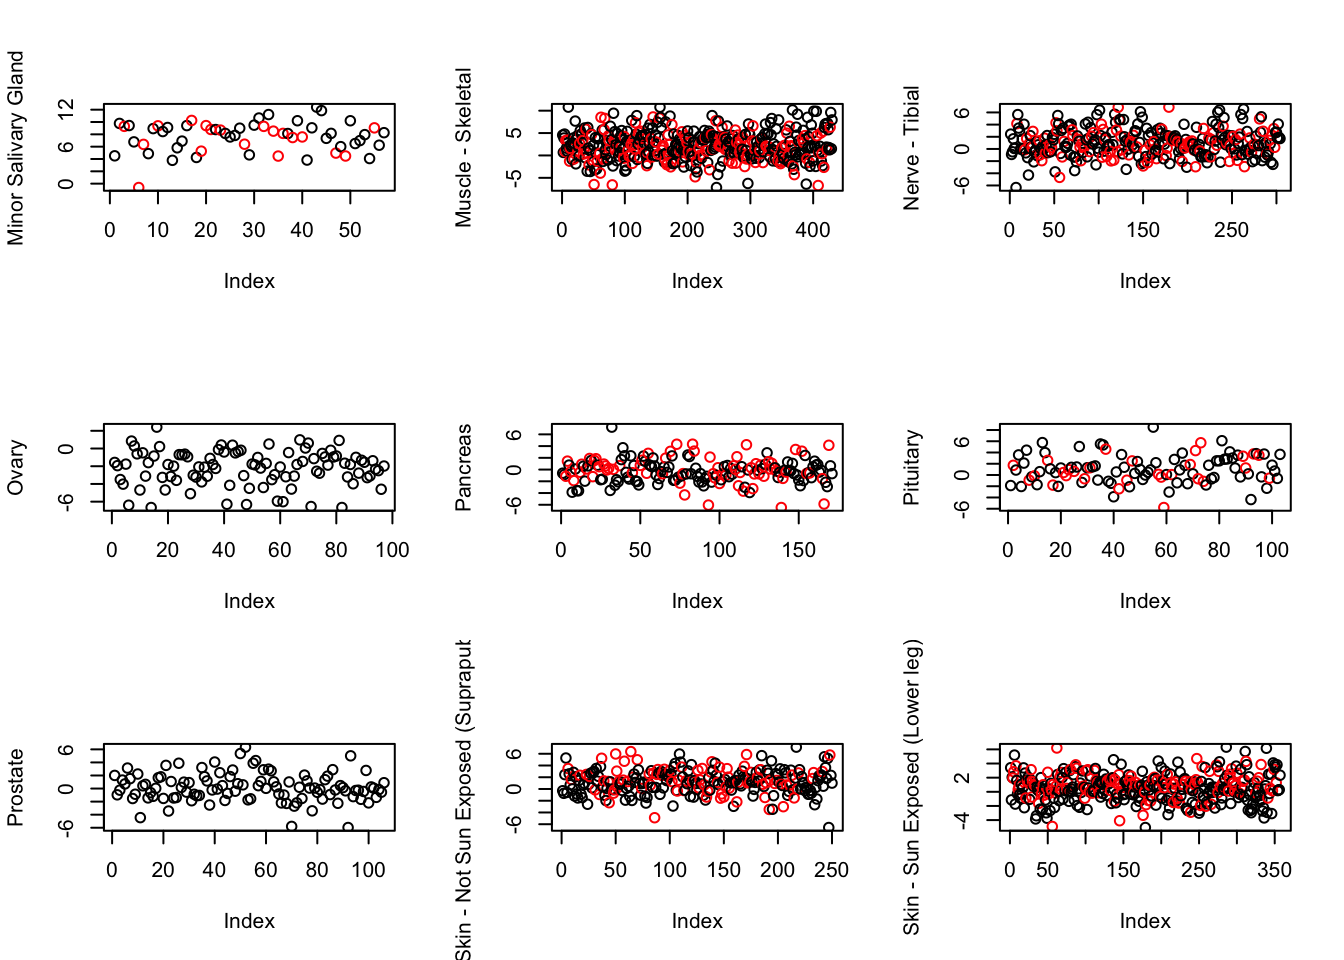 Minor Salivary Gland
12
6
0
0 10 20 30 40 50
Index
Muscle - Skeletal
5
-5
0 100 200 300 400
Index
Nerve - Tibial
6
0
-6
0 50 150 250
Index
Ovary
0
-6
0 20 40 60 80 100
Index
Pancreas
6
0
-6
0 50 100 150
Index
Pituitary
6
0
-6
0 20 40 60 80 100
Index
Prostate
6
0
-6
0 20 40 60 80 100
Index
Skin - Not Sun Exposed (Suprapub
6
0
-6
0 50 100 150 200 250
Index
Skin - Sun Exposed (Lower leg)
2
-4
0 50 150 250 350
Index